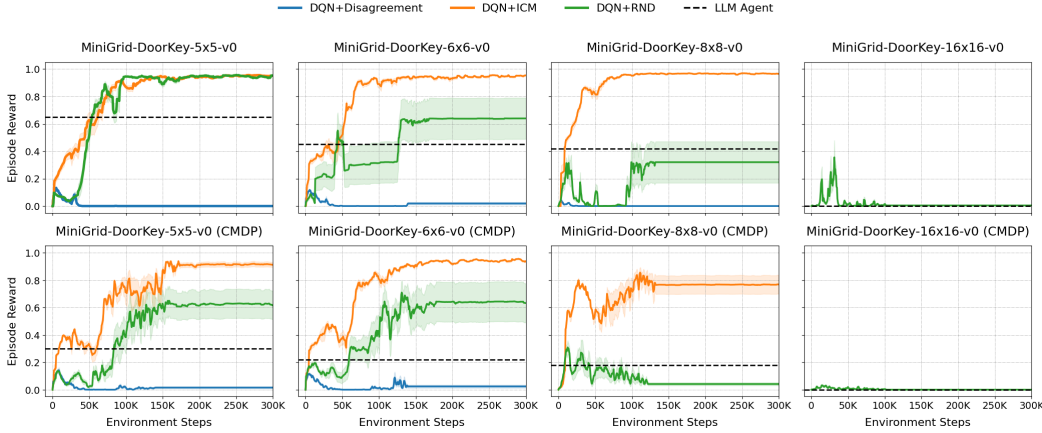 DQN+Disagreement DQN+ICM DQN+RND LLM Agent
MiniGrid-DoorKey-5x5-v0 MiniGrid-DoorKey-6x6-v0 MiniGrid-DoorKey-8x8-v0 MiniGrid-DoorKey-16x16-v0
Episode Reward
1.0
0.8
0.6
0.4
0.2
0.0
MiniGrid-DoorKey-5x5-v0 (CMDP) MiniGrid-DoorKey-6x6-v0 (CMDP) MiniGrid-DoorKey-8x8-v0 (CMDP) MiniGrid-DoorKey-16x16-v0 (CMDP)
Episode Reward
1.0
0.8
0.6
0.4
0.2
0.0
0 50K 100K 150K 200K 250K 300K 0 50K 100K 150K 200K 250K 300K 0 50K 100K 150K 200K 250K 300K 0 50K 100K 150K 200K 250K 300K
Environment Steps Environment Steps Environment Steps Environment Steps